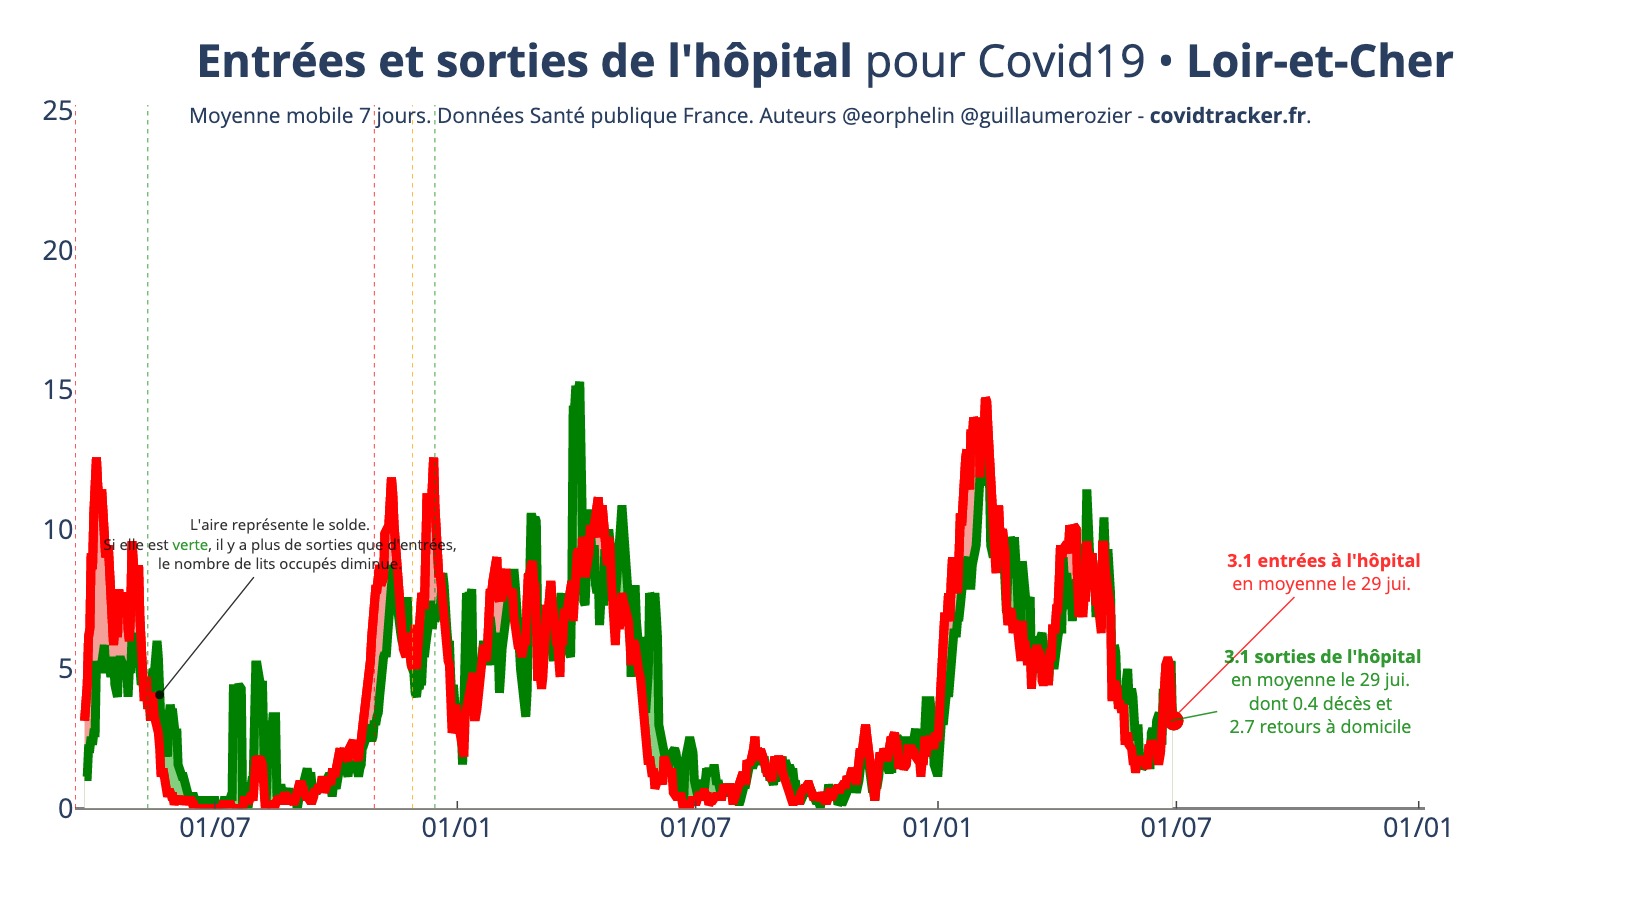 Entrées et sorties de l'hôpital pour Covid19 • Loir-et-Cher
Moyenne mobile 7 jours. Données Santé publique France. Auteurs @eorphelin @guillaumerozier - covidtracker.fr.
25
20
15
10
5
0
L'aire représente le solde.
Si elle est verte, il y a plus de sorties que d'entrées,
le nombre de lits occupés diminue.
3.1 entrées à l'hôpital
en moyenne le 29 jui.
3.1 sorties de l'hôpital
en moyenne le 29 jui.
dont 0.4 décès et
2.7 retours à domicile
01/07
01/01
01/07
01/01
01/07
01/01